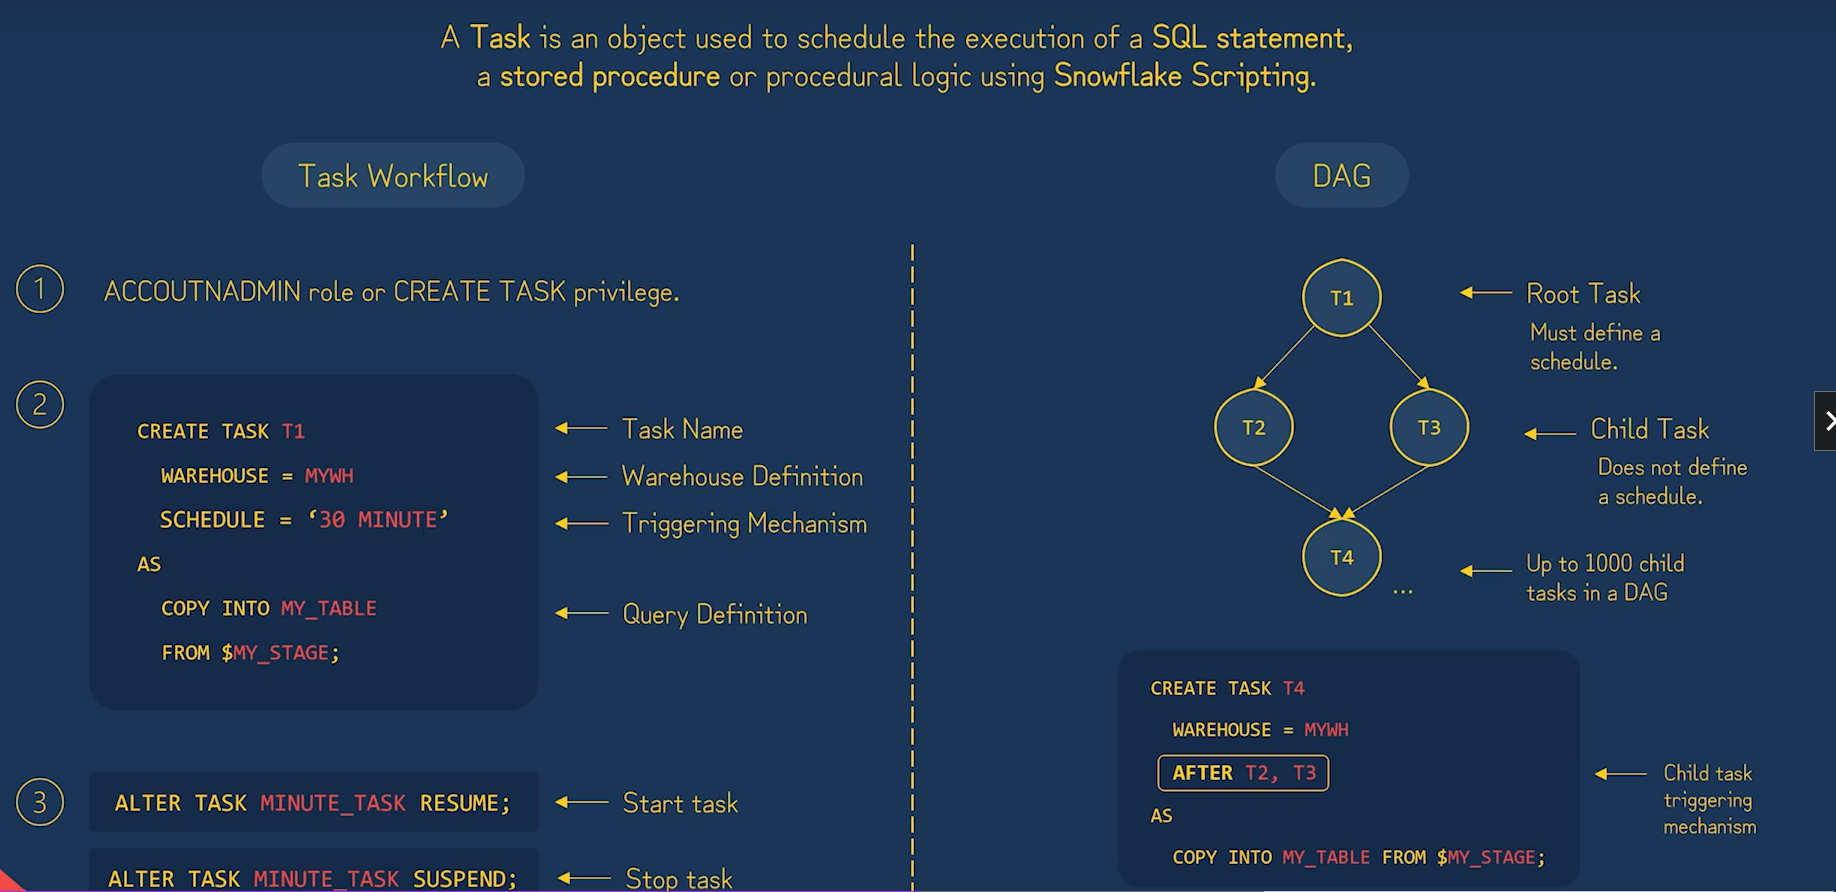 A Task is an object used to schedule the execution of a SQL statement,
a stored procedure or procedural logic using Snowflake Scripting.
Task Workflow
1
ACCOUTNADMIN role or CREATE TASK privilege.
2
CREATE TASK T1
WAREHOUSE = MYWH
SCHEDULE = ‘30 MINUTE’
AS
COPY INTO MY_TABLE
FROM $MY_STAGE;
Task Name
Warehouse Definition
Triggering Mechanism
Query Definition
3
ALTER TASK MINUTE_TASK RESUME;
Start task
ALTER TASK MINUTE_TASK SUSPEND;
Stop task
DAG
T1
Root Task
Must define a
schedule.
T2
T3
Child Task
Does not define
a schedule.
T4
...
Up to 1000 child
tasks in a DAG
CREATE TASK T4
WAREHOUSE = MYWH
AFTER T2, T3
AS
COPY INTO MY_TABLE FROM $MY_STAGE;
Child task
triggering
mechanism